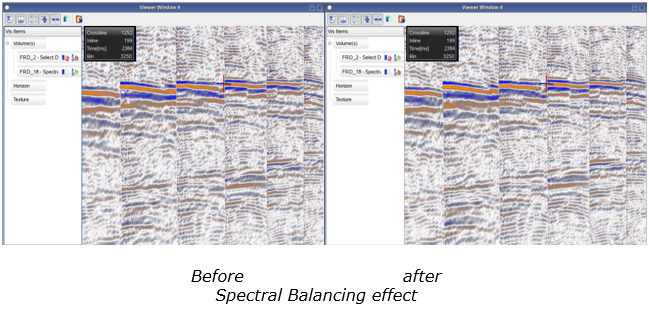 Viewer Window 4
Vis Items
Volume(s)
FRD_2 - Select D
FRD_18 - Spectr
Horizon
Texture
Crossline 1252
Inline 199
Time[ms] 2384
Bin 3250
Viewer Window 4
Vis Items
Volume(s)
FRD_2 - Select D
FRD_18 - Spectr
Horizon
Texture
Crossline 1252
Inline 199
Time[ms] 2384
Bin 3250
Before after
Spectral Balancing effect